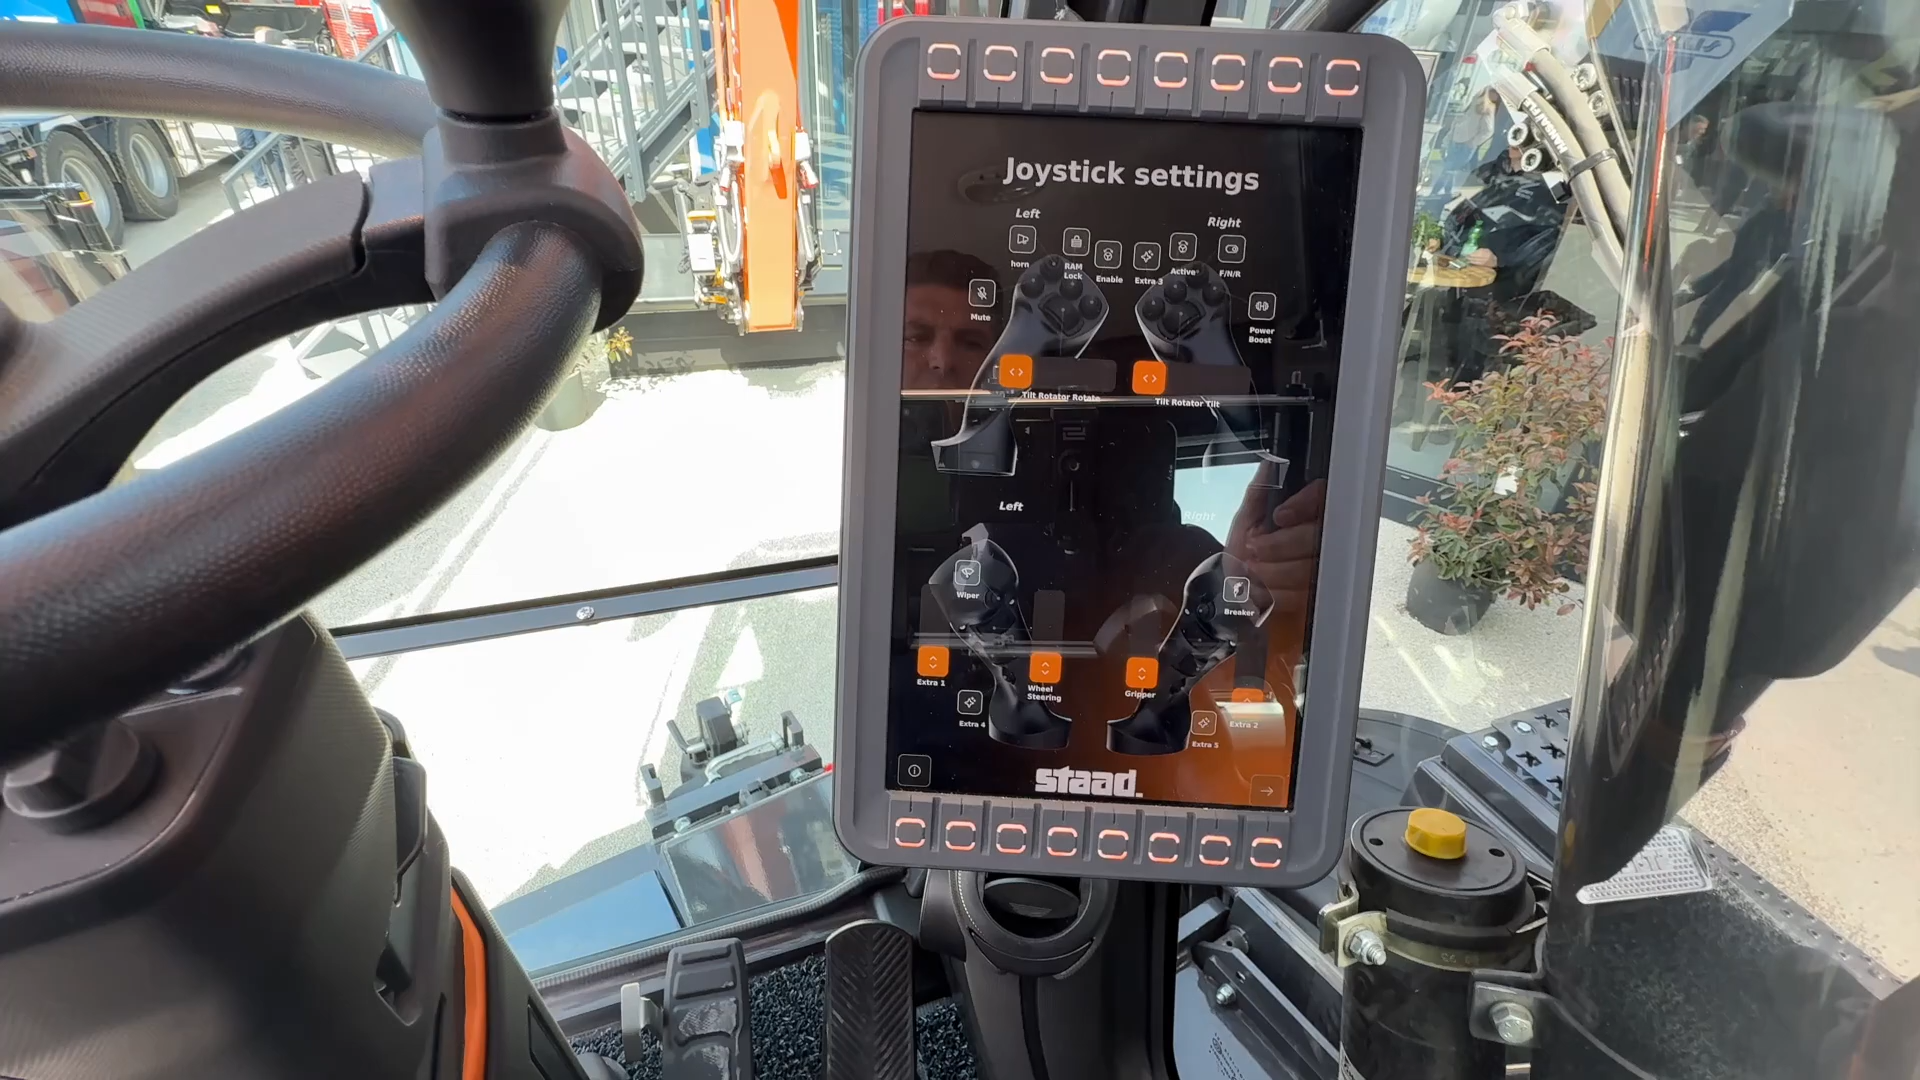 Joystick settings
Left
Right
horn
RAM
Lock
Enable
Extra 3
Active
F/N/R
Mute
Power
Boost
Tilt Rotator Rotate
Tilt Rotator Tilt
Left
Right
Wiper
Breaker
Extra 1
Wheel
Steering
Gripper
Extra 4
Extra 2
Extra 5
staad.